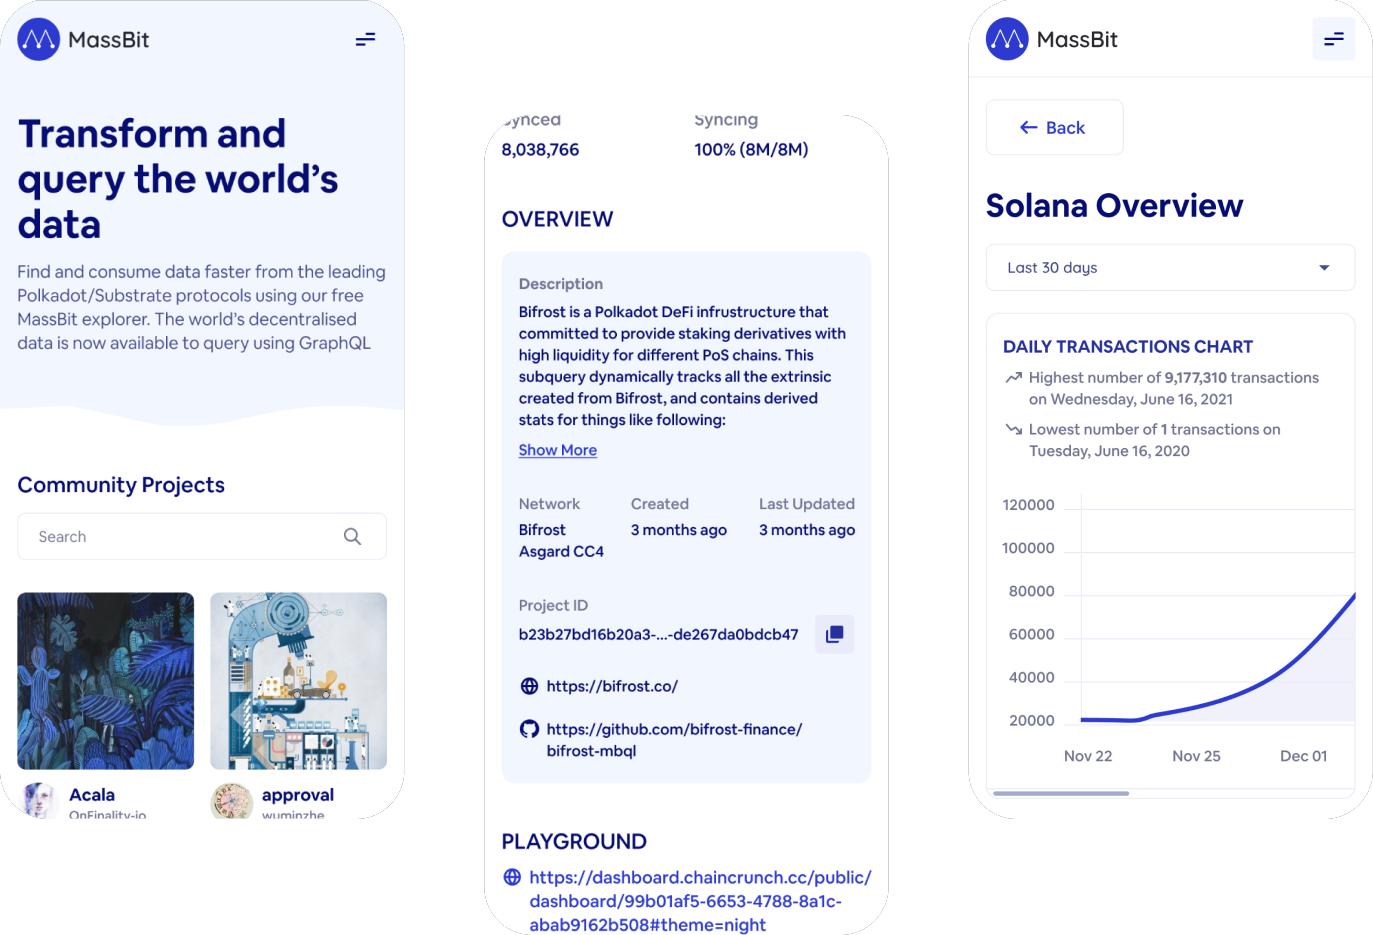 MassBit
Transform and
query the world's
data
Find and consume data faster from the leading
Polkadot/Substrate protocols using our free
MassBit explorer. The world's decentralised
data is now available to query using GraphQL
Community Projects
Search
Acala
OnFinality-io
approval
wuminzhe
Synced
8,038,766
Syncing
100% (8M/8M)
OVERVIEW
Description
Bifrost is a Polkadot DeFi infrustructure that
committed to provide staking derivatives with
high liquidity for different PoS chains. This
subquery dynamically tracks all the extrinsic
created from Bifrost, and contains derived
stats for things like following:
Show More
Network
Bifrost
Asgard CC4
Created
3 months ago
Last Updated
3 months ago
Project ID
b23b27bd16b20a3-...-de267da0bdcb47
https://bifrost.co/
https://github.com/bifrost-finance/
bifrost-mbql
PLAYGROUND
https://dashboard.chaincrunch.cc/public/
dashboard/99b01af5-6653-4788-8a1c-
abab9162b508#theme=night
MassBit
Back
Solana Overview
Last 30 days
DAILY TRANSACTIONS CHART
Highest number of 9,177,310 transactions
on Wednesday, June 16, 2021
Lowest number of 1 transactions on
Tuesday, June 16, 2020
120000
100000
80000
60000
40000
20000
Nov 22
Nov 25
Dec 01